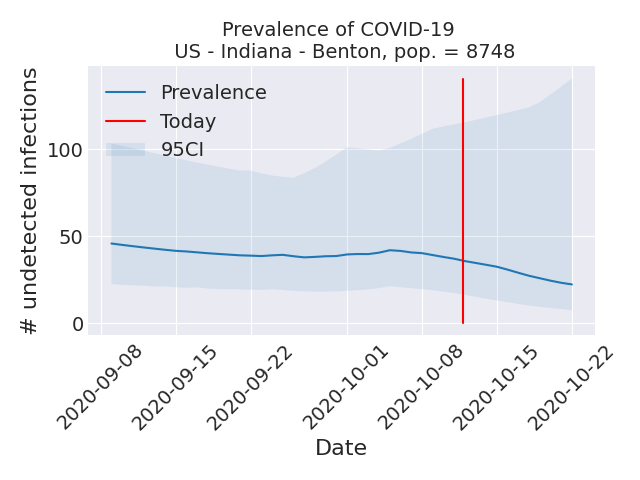 Prevalence of COVID-19
US - Indiana - Benton, pop. = 8748
Prevalence
Today
95CI
# undetected infections
100
50
0
2020-09-08
2020-09-15
2020-09-22
2020-10-01
2020-10-08
2020-10-15
2020-10-22
Date